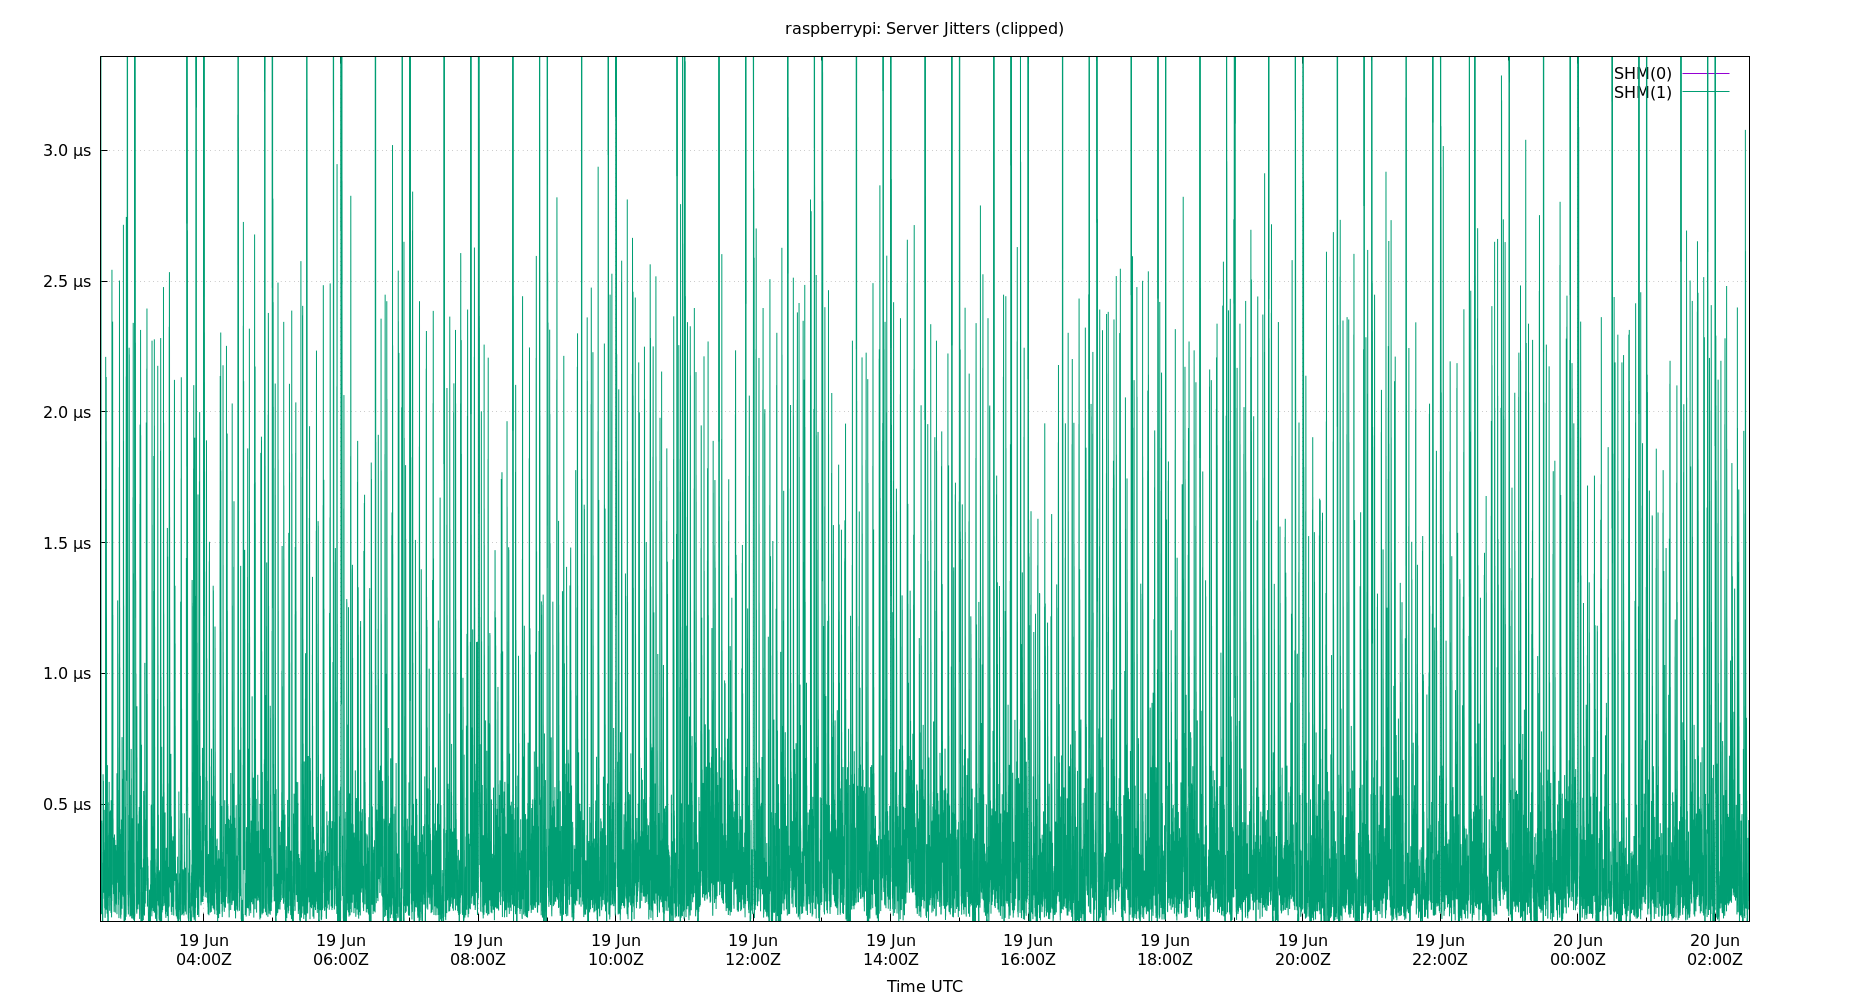 raspberrypi: Server Jitters (clipped)
SHM(0)
SHM(1)
3.0 μs
2.5 μs
2.0 μs
1.5 μs
1.0 μs
0.5 μs
19 Jun 19 Jun 19 Jun 19 Jun 19 Jun 19 Jun 19 Jun 19 Jun 19 Jun 19 Jun 20 Jun 20 Jun
04:00Z 06:00Z 08:00Z 10:00Z 12:00Z 14:00Z 16:00Z 18:00Z 20:00Z 22:00Z 00:00Z 02:00Z
Time UTC